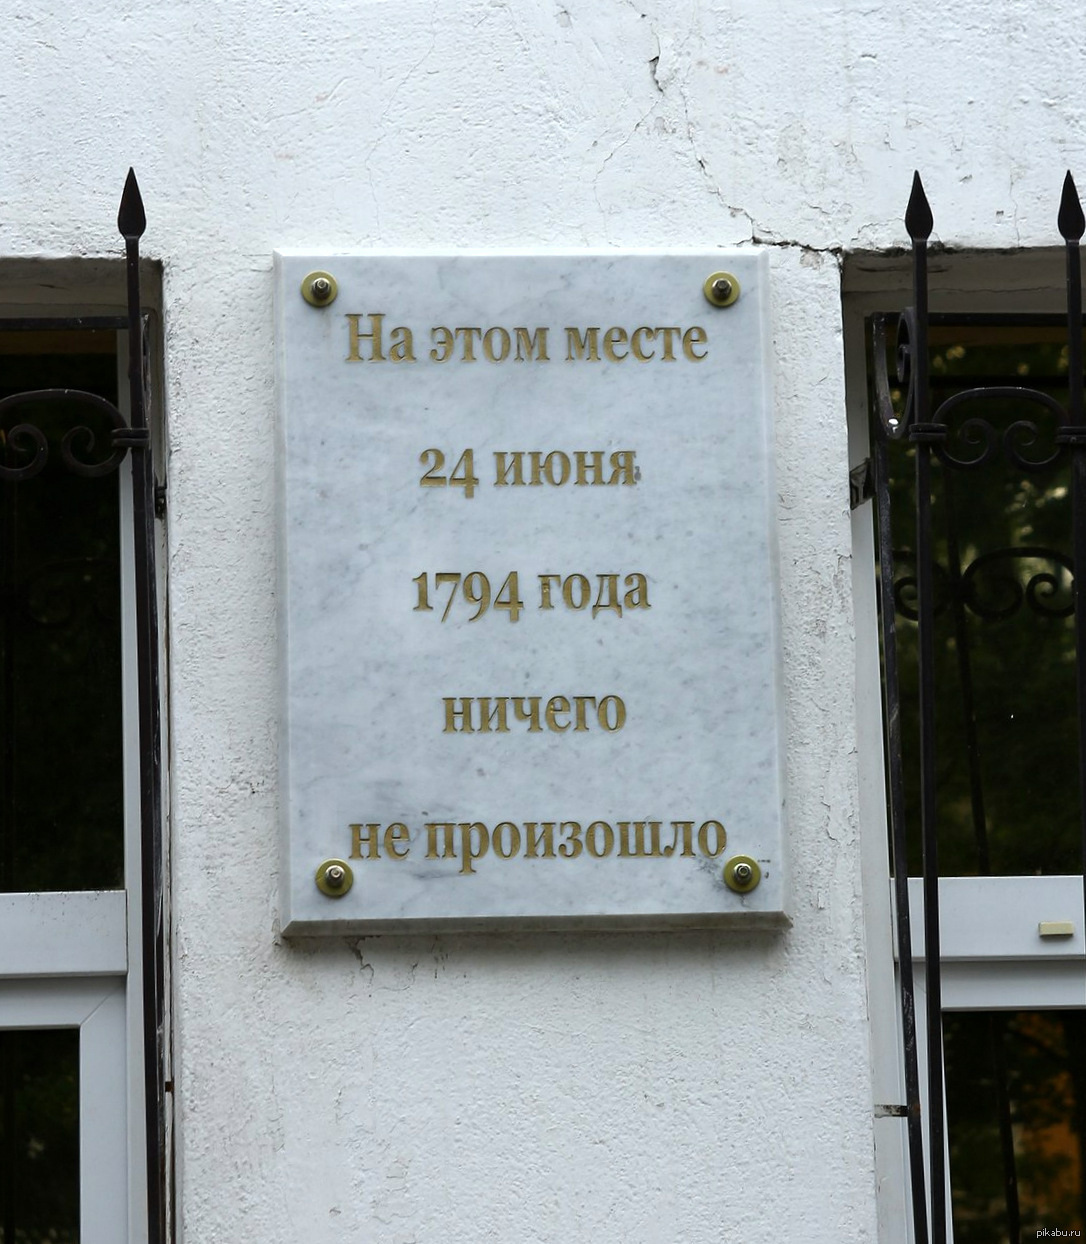 На этом месте
24 июня
1794 года
ничего
не произошло
pikabu.ru